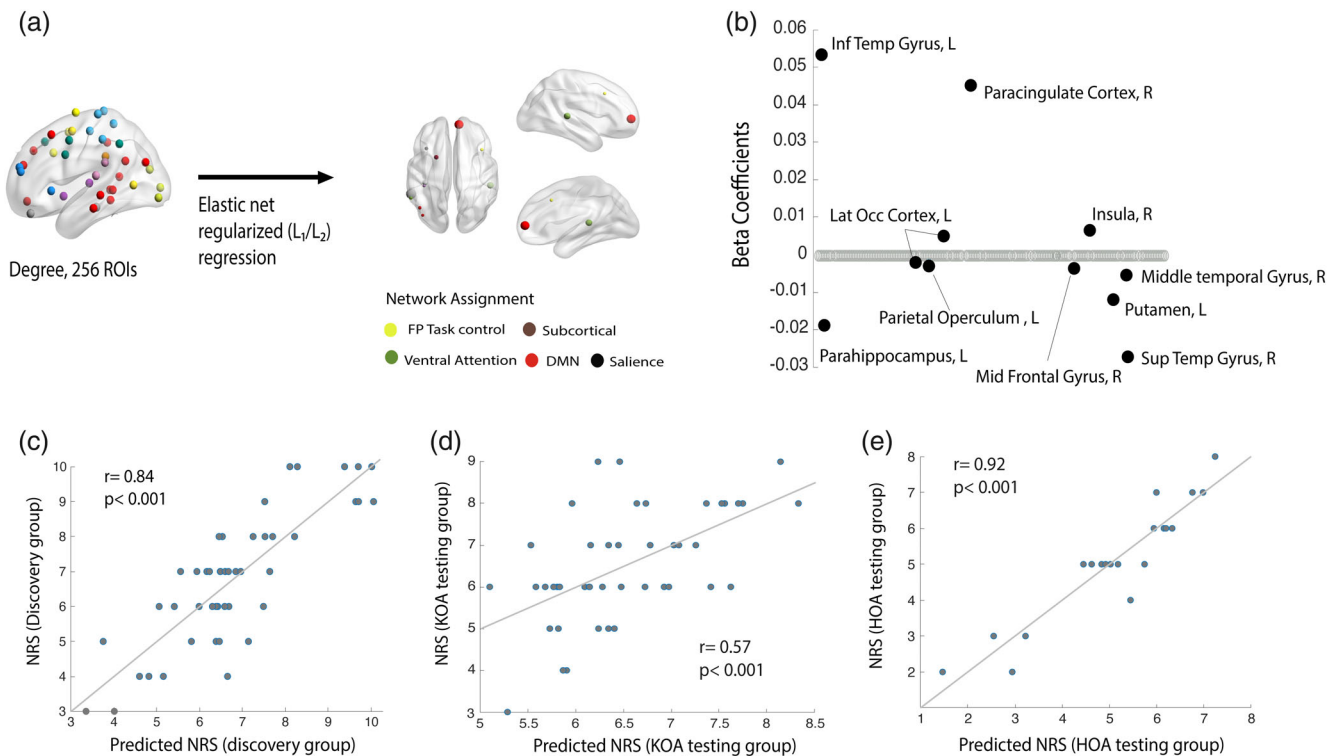 (a)
Degree, 256 ROIs
Elastic net
regularized (L₁/L₂)
regression
Network Assignment
FP Task control
Subcortical
Ventral Attention
DMN
Salience
(b)
Beta Coefficients
0.06
0.05
0.04
0.03
0.02
0.01
0
-0.01
-0.02
-0.03
Inf Temp Gyrus, L
Paracingulate Cortex, R
Lat Occ Cortex, L
Insula, R
Middle temporal Gyrus, R
Putamen, L
Parietal Operculum , L
Parahippocampus, L
Mid Frontal Gyrus, R
Sup Temp Gyrus, R
(c)
NRS (Discovery group)
10
9
8
7
6
5
4
3
r= 0.84
p< 0.001
3 4 5 6 7 8 9 10
Predicted NRS (discovery group)
(d)
NRS (KOA testing group)
9
8
7
6
5
4
3
r= 0.57
p< 0.001
5 5.5 6 6.5 7 7.5 8 8.5
Predicted NRS (KOA testing group)
(e)
NRS (HOA testing group)
8
7
6
5
4
3
2
r= 0.92
p< 0.001
1 2 3 4 5 6 7 8
Predicted NRS (HOA testing group)